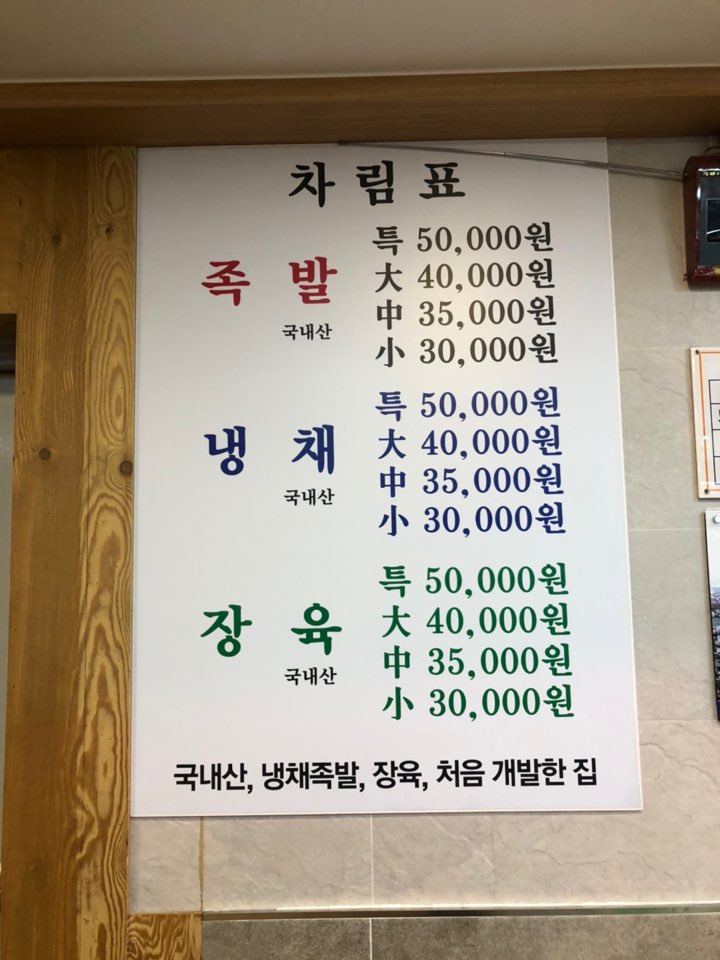 차림표
족발
국내산
특 50,000원
大 40,000원
中 35,000원
小 30,000원
냉채
국내산
특 50,000원
大 40,000원
中 35,000원
小 30,000원
장육
국내산
특 50,000원
大 40,000원
中 35,000원
小 30,000원
국내산, 냉채족발, 장육, 처음 개발한 집